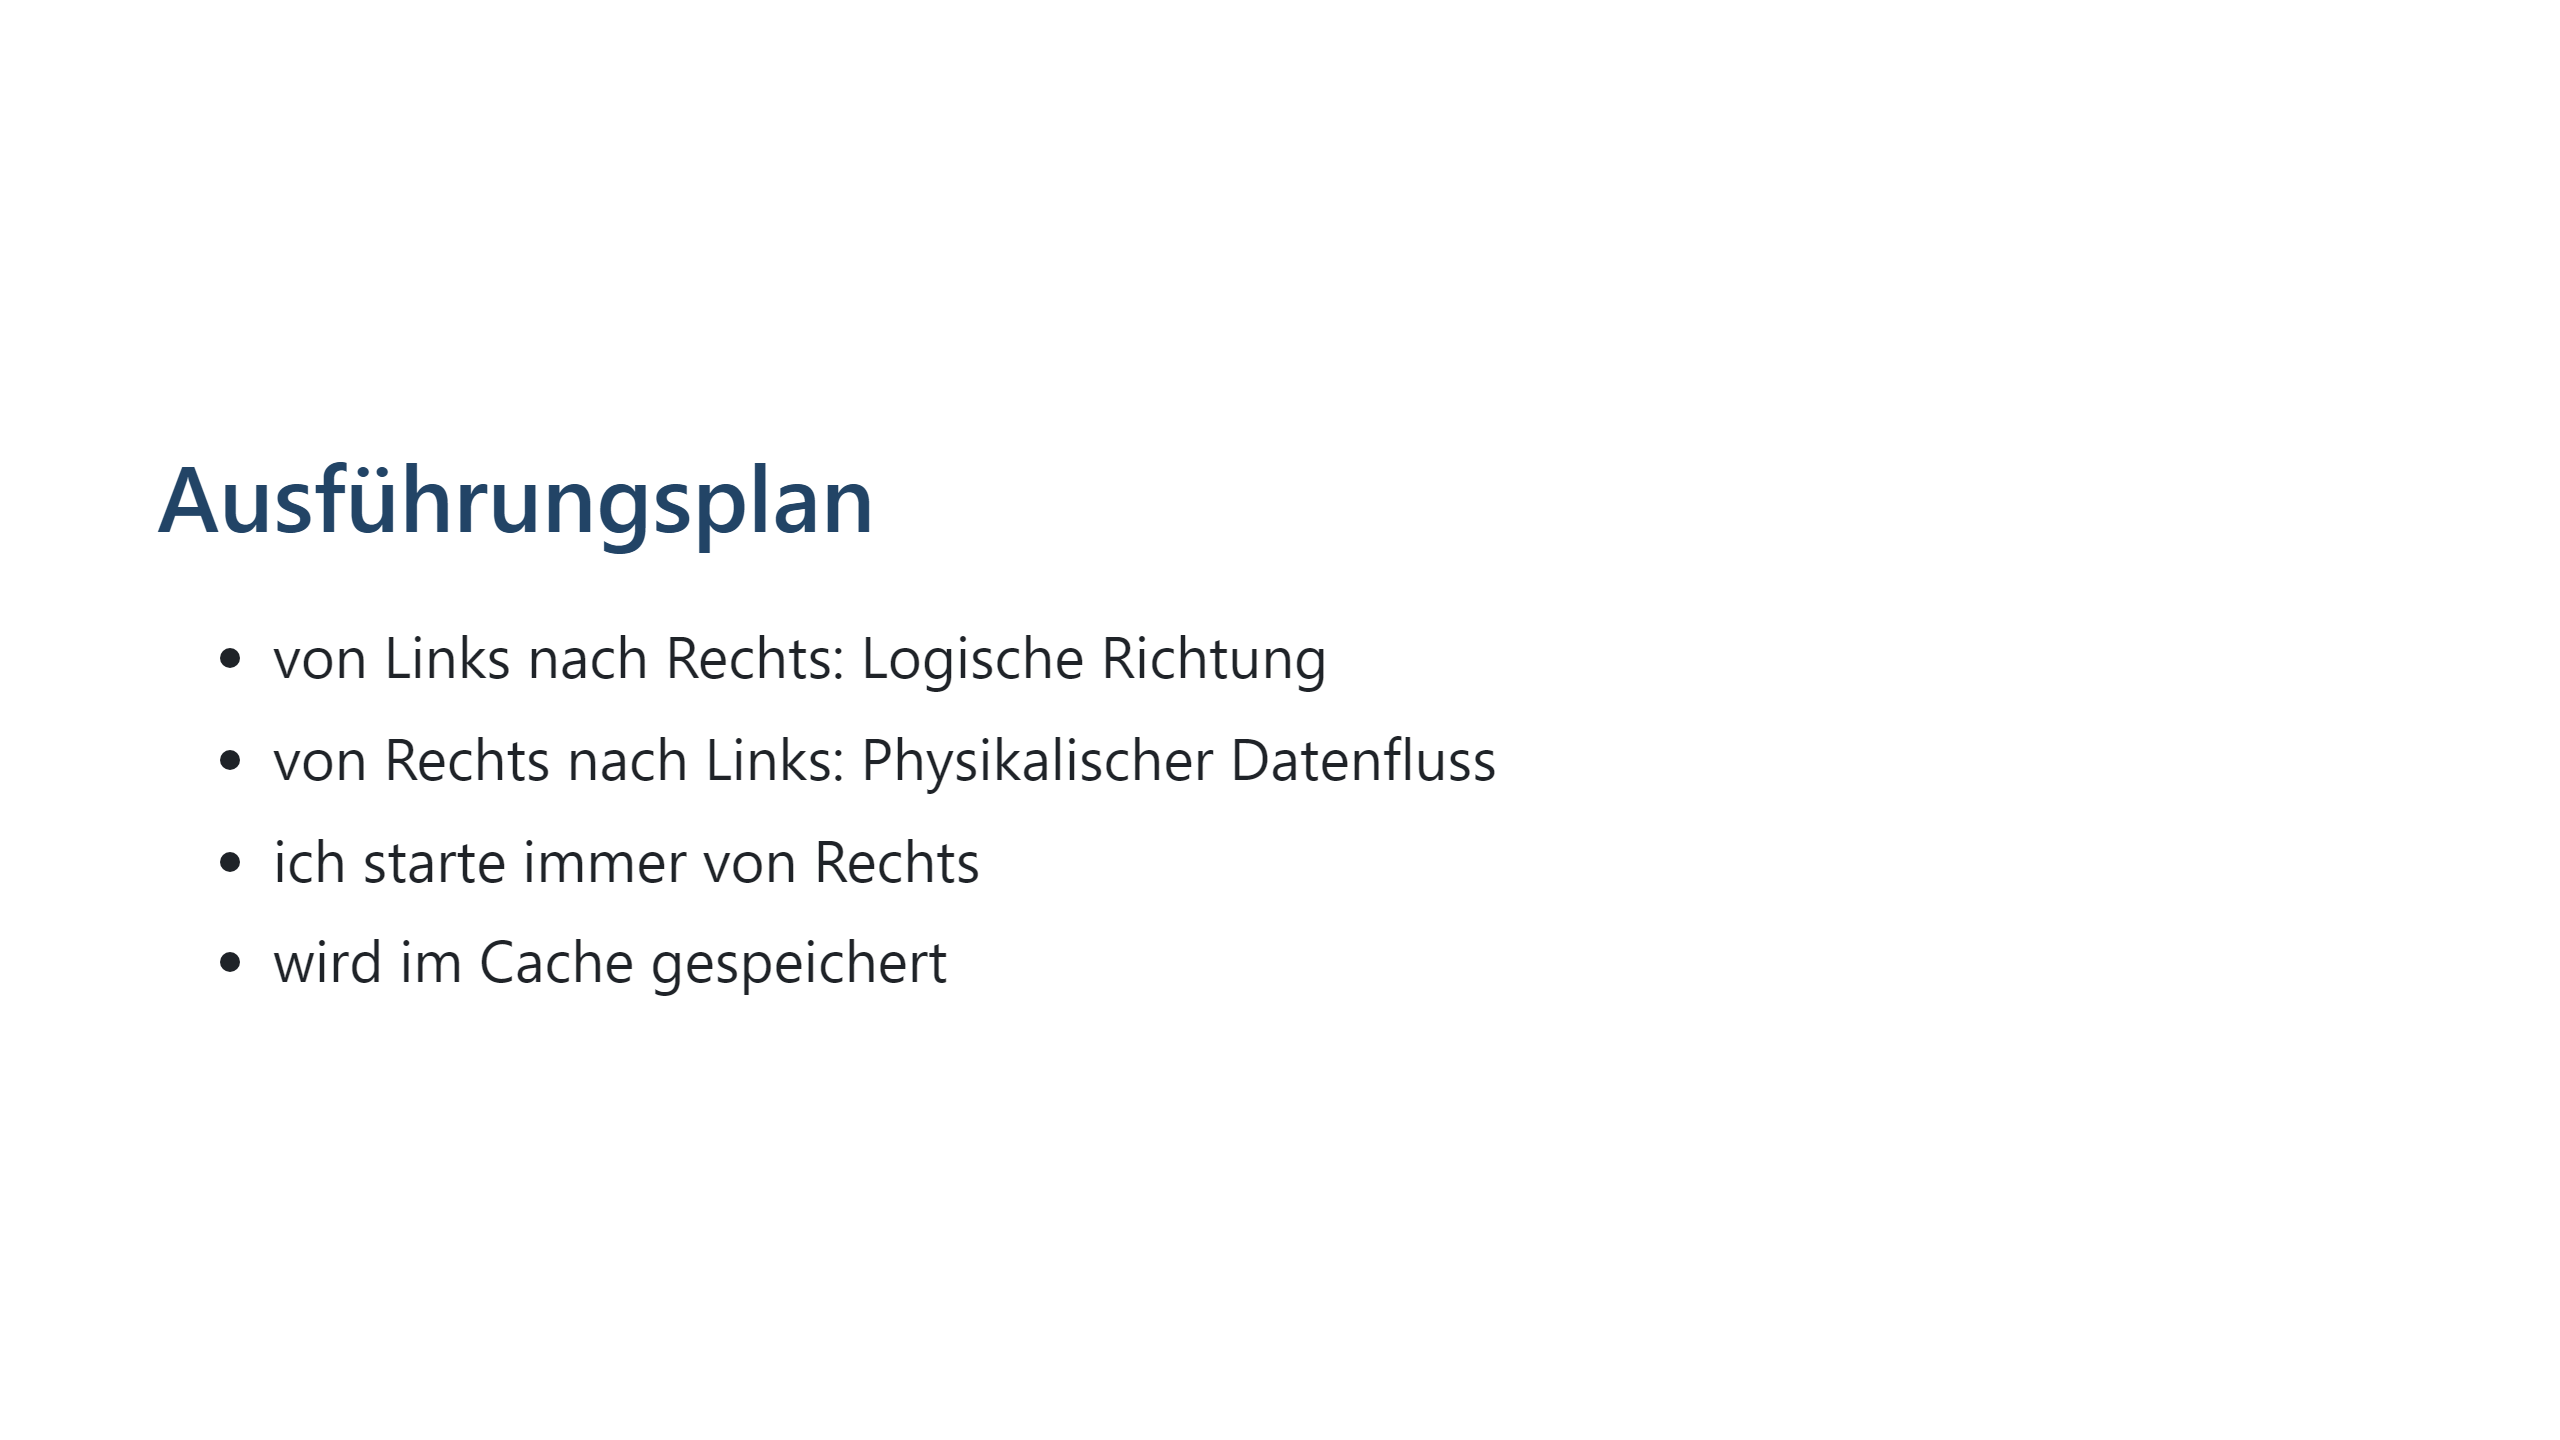 Ausführungsplan
von Links nach Rechts: Logische Richtung
von Rechts nach Links: Physikalischer Datenfluss
ich starte immer von Rechts
wird im Cache gespeichert